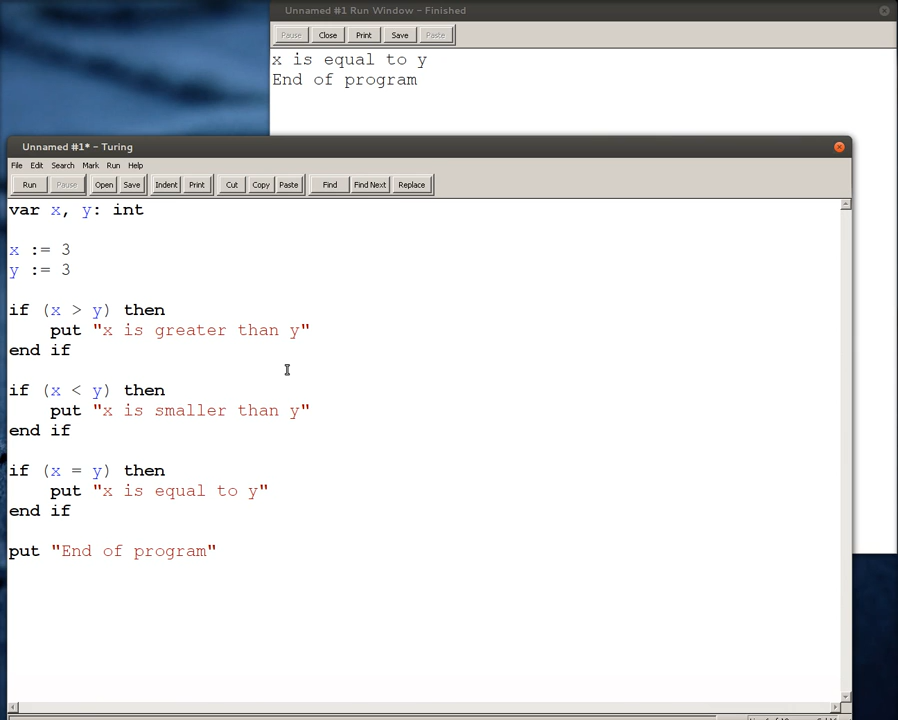 Unnamed #1 Run Window - Finished
Pause Close Print Save Paste
x is equal to y
End of program
Unnamed #1* - Turing
File Edit Search Mark Run Help
Run Pause Open Save Indent Print Cut Copy Paste Find Find Next Replace
var x, y: int
x := 3
y := 3
if (x > y) then
put "x is greater than y"
end if
if (x < y) then
put "x is smaller than y"
end if
if (x = y) then
put "x is equal to y"
end if
put "End of program"